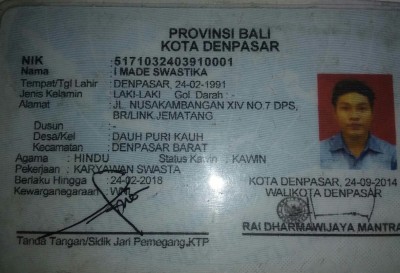 PROVINSI BALI
KOTA DENPASAR
NIK : 5171032403910001
Nama : I MADE SWASTIKA
Tempat/Tgl Lahir : DENPASAR, 24-02-1991
Jenis Kelamin : LAKI-LAKI Gol. Darah : -
Alamat : JL. NUSAKAMBANGAN XIV NO.7 DPS,
BR/LINK.JEMATANG
Dusun : -
Desa/Kel : DAUH PURI KAUH
Kecamatan : DENPASAR BARAT
Agama : HINDU Status Kawin : KAWIN
Pekerjaan : KARYAWAN SWASTA
Berlaku Hingga : 24-02-2018
Kewarganegaraan : WNI
KOTA DENPASAR, 24-09-2014
WALIKOTA DENPASAR
RAI DHARMAWIJAYA MANTRA
Tanda Tangan/Sidik Jari Pemegang KTP